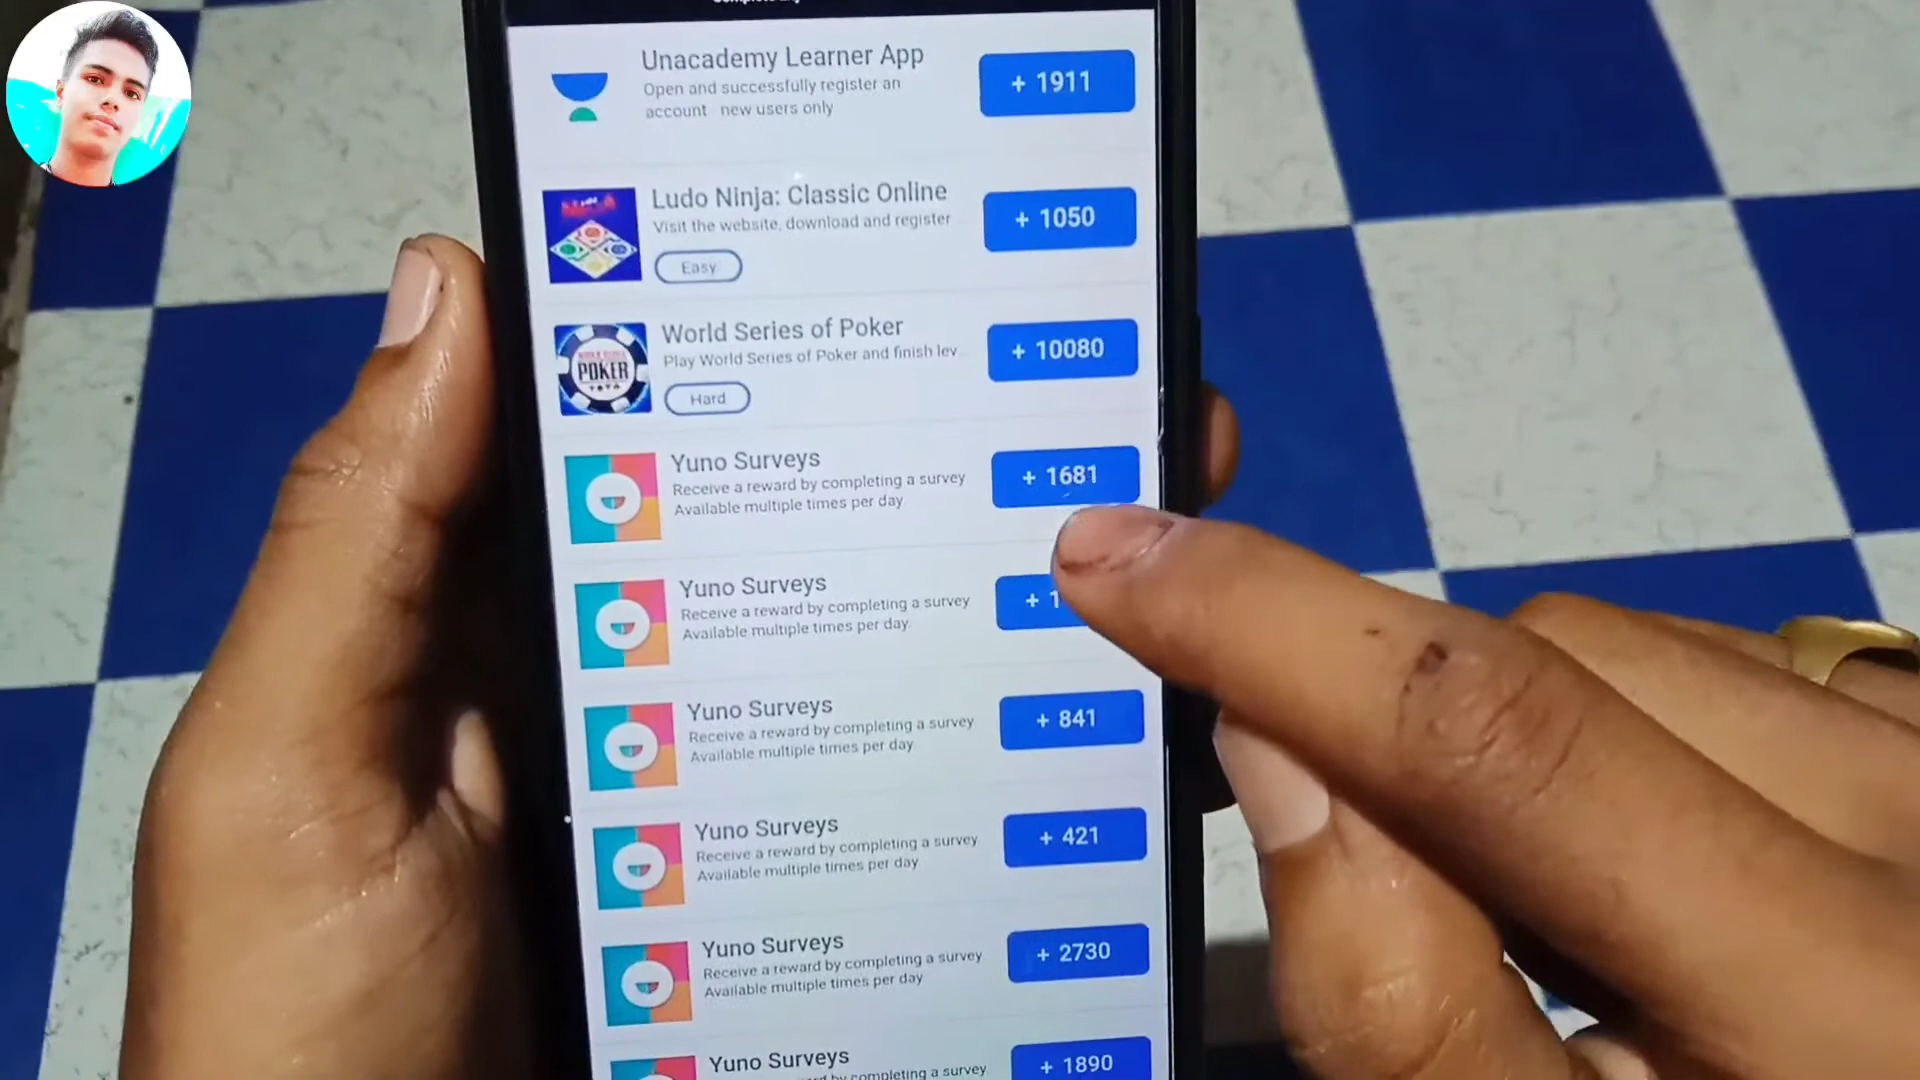 Unacademy Learner App
Open and successfully register an
account new users only
+ 1911
Ludo Ninja: Classic Online
Visit the website, download and register
Easy
+ 1050
World Series of Poker
Play World Series of Poker and finish lev...
Hard
+ 10080
POKER
Yuno Surveys
Receive a reward by completing a survey
Available multiple times per day
+ 1681
Yuno Surveys
Receive a reward by completing a survey
Available multiple times per day
+ 1
Yuno Surveys
Receive a reward by completing a survey
Available multiple times per day
+ 841
Yuno Surveys
Receive a reward by completing a survey
Available multiple times per day
+ 421
Yuno Surveys
Receive a reward by completing a survey
Available multiple times per day
+ 2730
Yuno Surveys
by completing a survey
+ 1890